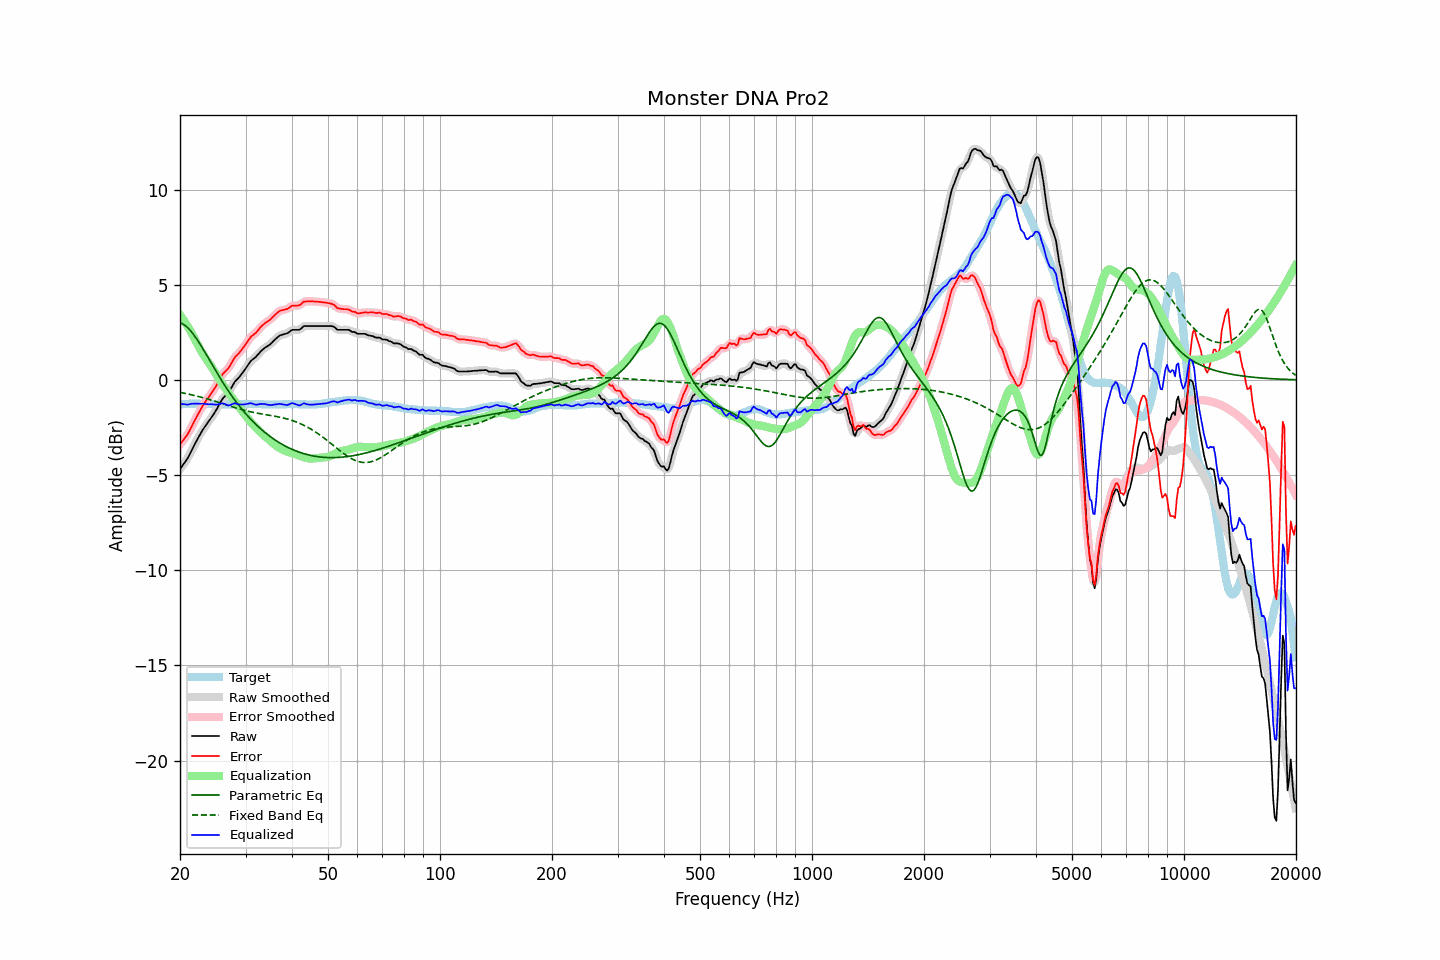 Monster DNA Pro2
Amplitude (dBr)
10
5
0
−5
−10
−15
−20
Target
Raw Smoothed
Error Smoothed
Raw
Error
Equalization
Parametric Eq
Fixed Band Eq
Equalized
20 50 100 200 500 1000 2000 5000 10000 20000
Frequency (Hz)